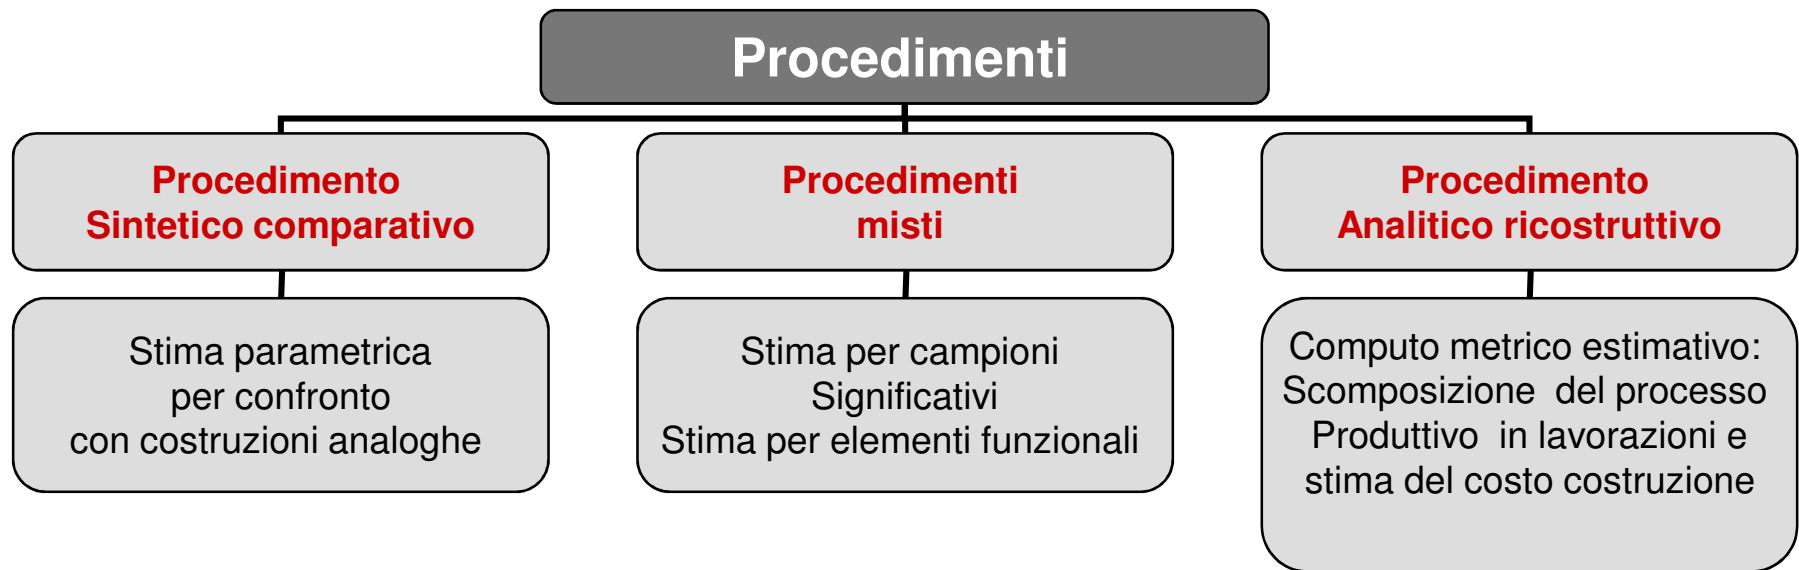 Procedimenti
Procedimento
Sintetico comparativo
Procedimenti
misti
Procedimento
Analitico ricostruttivo
Stima parametrica
per confronto
con costruzioni analoghe
Stima per campioni
Significativi
Stima per elementi funzionali
Computo metrico estimativo:
Scomposizione del processo
Produttivo in lavorazioni e
stima del costo costruzione